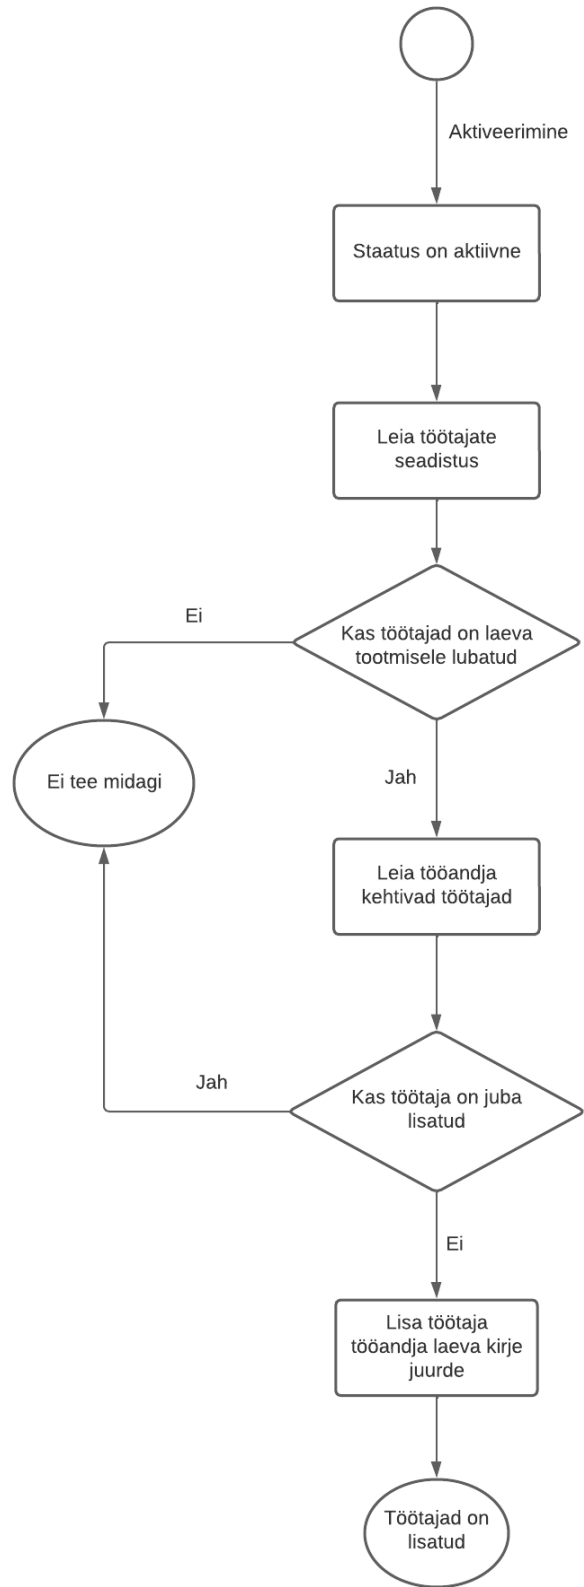 Aktiveerimine
Staatus on aktiivne
Leia töötajate
seadistus
Ei
Kas töötajad on laeva
tootmisele lubatud
Ei tee midagi
Jah
Leia tööandja
kehtivad töötajad
Jah
Kas töötaja on juba
lisatud
Ei
Lisa töötaja
tööandja laeva kirje
juurde
Töötajad on
lisatud